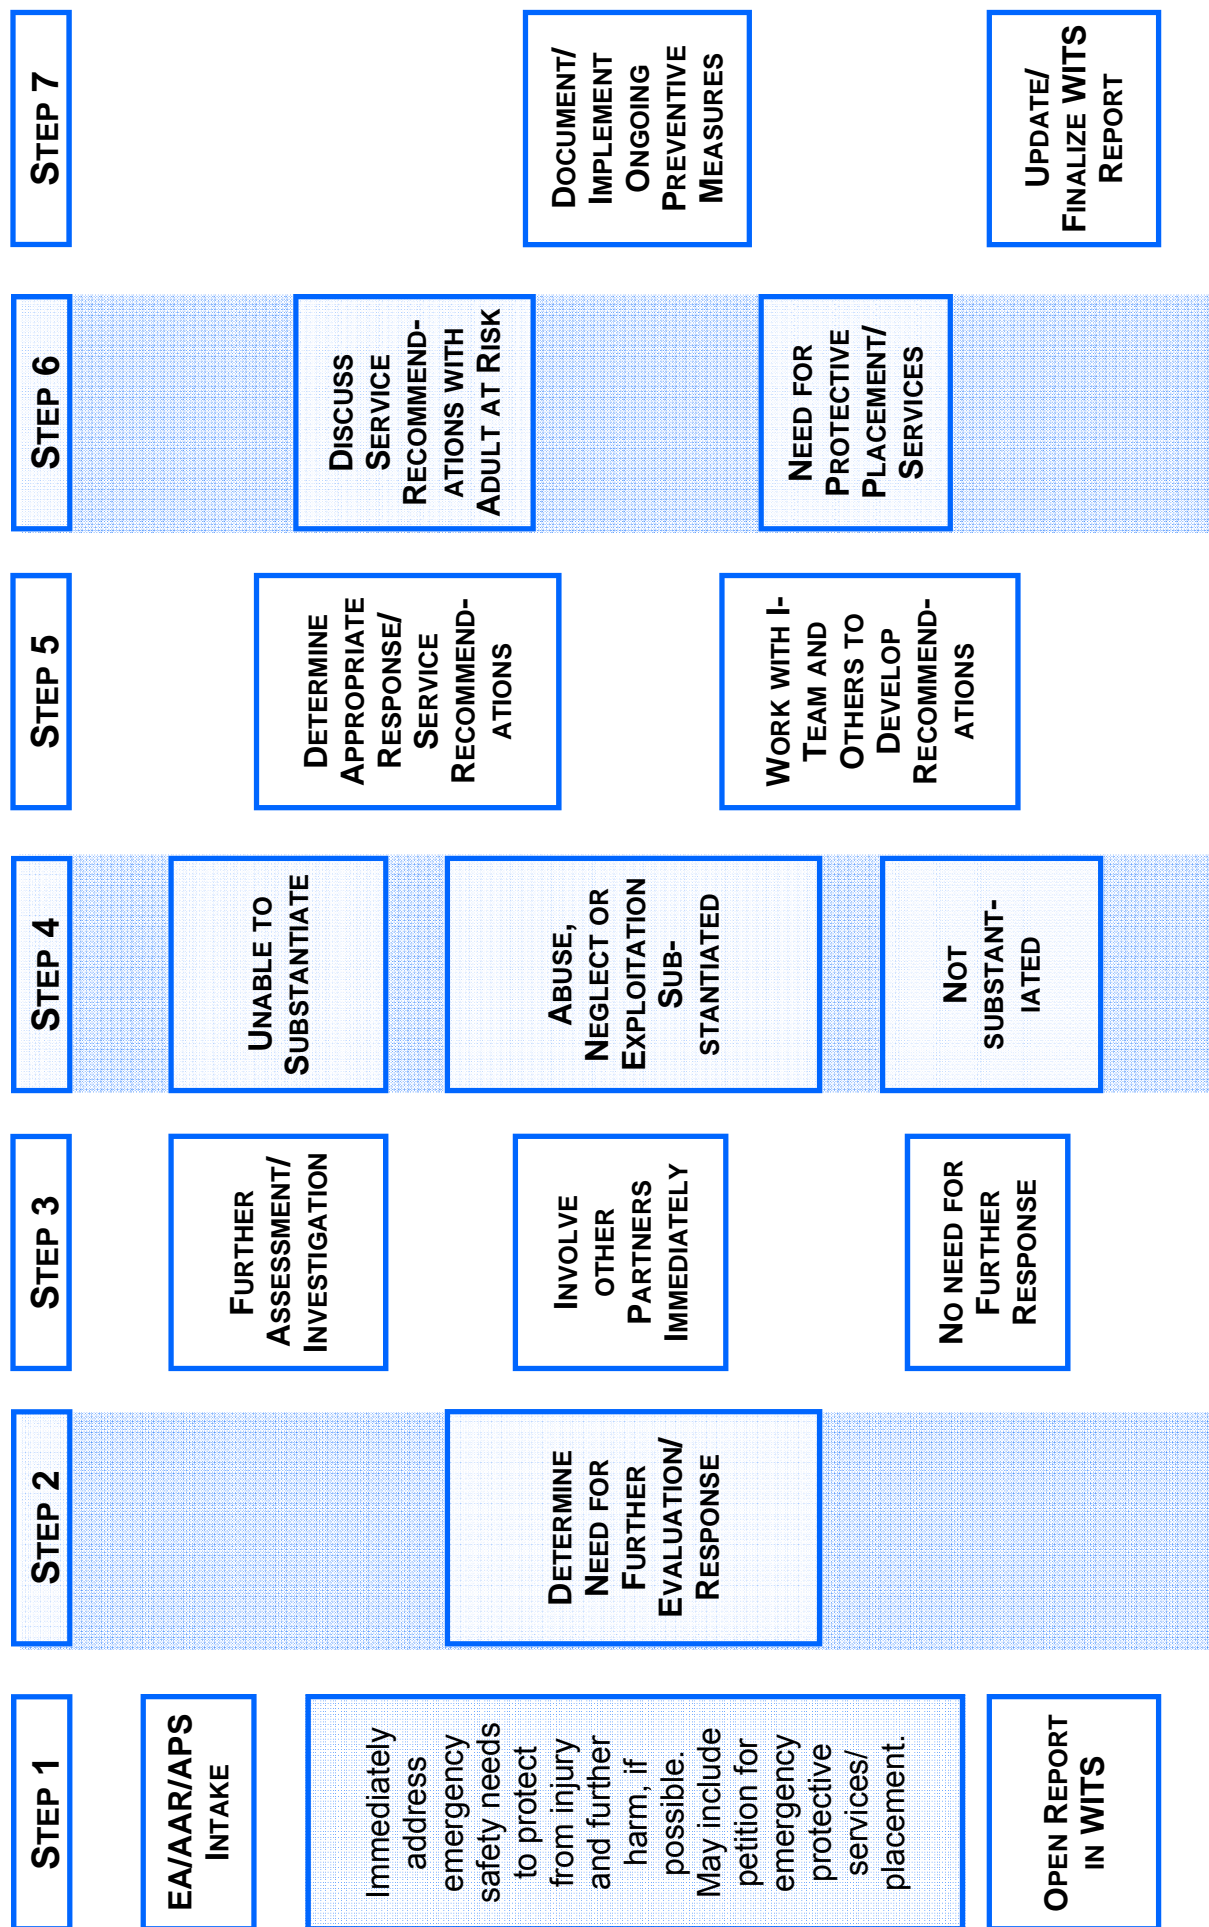 STEP 1
EA/AAR/APS
INTAKE
Immediately
address
emergency
safety needs
to protect
from injury
and further
harm, if
possible.
May include
petition for
emergency
protective
services/
placement.
OPEN REPORT
IN WITS
STEP 2
DETERMINE
NEED FOR
FURTHER
EVALUATION/
RESPONSE
STEP 3
FURTHER
ASSESSMENT/
INVESTIGATION
INVOLVE
OTHER
PARTNERS
IMMEDIATELY
NO NEED FOR
FURTHER
RESPONSE
STEP 4
UNABLE TO
SUBSTANTIATE
ABUSE,
NEGLECT OR
EXPLOITATION
SUB-
STANTIATED
NOT
SUBSTANT-
IATED
STEP 5
DETERMINE
APPROPRIATE
RESPONSE/
SERVICE
RECOMMEND-
ATIONS
WORK WITH I-
TEAM AND
OTHERS TO
DEVELOP
RECOMMEND-
ATIONS
STEP 6
DISCUSS
SERVICE
RECOMMEND-
ATIONS WITH
ADULT AT RISK
NEED FOR
PROTECTIVE
PLACEMENT/
SERVICES
STEP 7
DOCUMENT/
IMPLEMENT
ONGOING
PREVENTIVE
MEASURES
UPDATE/
FINALIZE WITS
REPORT